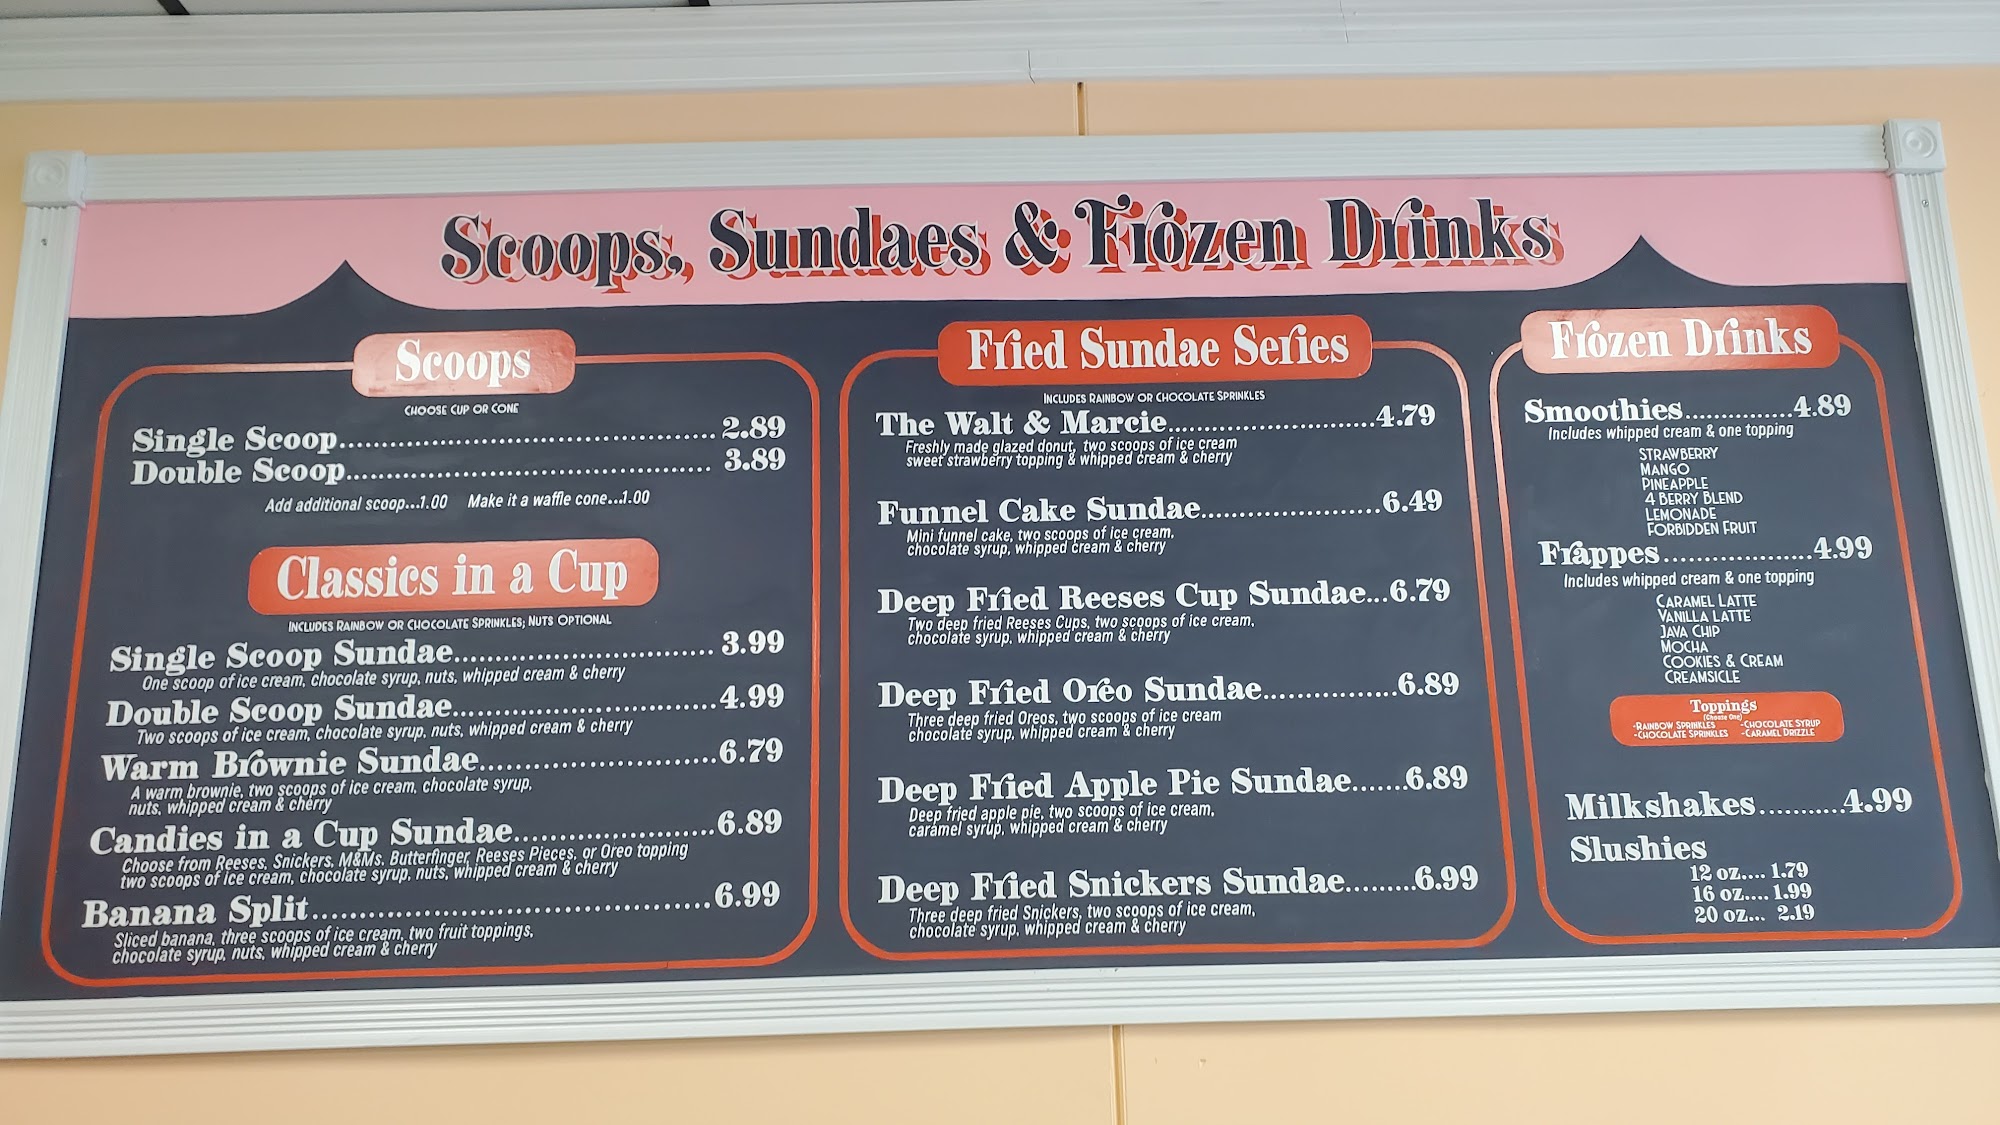 Scoops, Sundaes & Frozen Drinks
Scoops
CHOOSE CUP OR CONE
Single Scoop.......................................... 2.89
Double Scoop......................................... 3.89
Add additional scoop...1.00 Make it a waffle cone...1.00
Classics in a Cup
INCLUDES RAINBOW OR CHOCOLATE SPRINKLES; NUTS OPTIONAL
Single Scoop Sundae............................. 3.99
One scoop of ice cream, chocolate syrup, nuts, whipped cream & cherry
Double Scoop Sundae.............................4.99
Two scoops of ice cream, chocolate syrup, nuts, whipped cream & cherry
Warm Brownie Sundae..........................6.79
A warm brownie, two scoops of ice cream, chocolate syrup,
nuts, whipped cream & cherry
Candies in a Cup Sundae......................6.89
Choose from Reeses, Snickers, M&Ms, Butterfinger, Reeses Pieces, or Oreo topping
two scoops of ice cream, chocolate syrup, nuts, whipped cream & cherry
Banana Split............................................6.99
Sliced banana, three scoops of ice cream, two fruit toppings,
chocolate syrup, nuts, whipped cream & cherry
Fried Sundae Series
INCLUDES RAINBOW OR CHOCOLATE SPRINKLES
The Walt & Marcie..........................4.79
Freshly made glazed donut, two scoops of ice cream
sweet strawberry topping & whipped cream & cherry
Funnel Cake Sundae......................6.49
Mini funnel cake, two scoops of ice cream,
chocolate syrup, whipped cream & cherry
Deep Fried Reeses Cup Sundae...6.79
Two deep fried Reeses Cups, two scoops of ice cream,
chocolate syrup, whipped cream & cherry
Deep Fried Oreo Sundae................6.89
Three deep fried Oreos, two scoops of ice cream
chocolate syrup, whipped cream & cherry
Deep Fried Apple Pie Sundae.......6.89
Deep fried apple pie, two scoops of ice cream,
caramel syrup, whipped cream & cherry
Deep Fried Snickers Sundae.........6.99
Three deep fried Snickers, two scoops of ice cream,
chocolate syrup, whipped cream & cherry
Frozen Drinks
Smoothies...............4.89
Includes whipped cream & one topping
STRAWBERRY
MANGO
PINEAPPLE
4 BERRY BLEND
LEMONADE
FORBIDDEN FRUIT
Frappes....................4.99
Includes whipped cream & one topping
CARAMEL LATTE
VANILLA LATTE
JAVA CHIP
MOCHA
COOKIES & CREAM
CREAMSICLE
Toppings
(Choose One)
-RAINBOW SPRINKLES -CHOCOLATE SYRUP
-CHOCOLATE SPRINKLES -CARAMEL DRIZZLE
Milkshakes..........4.99
Slushies
12 oz.... 1.79
16 oz.... 1.99
20 oz... 2.19